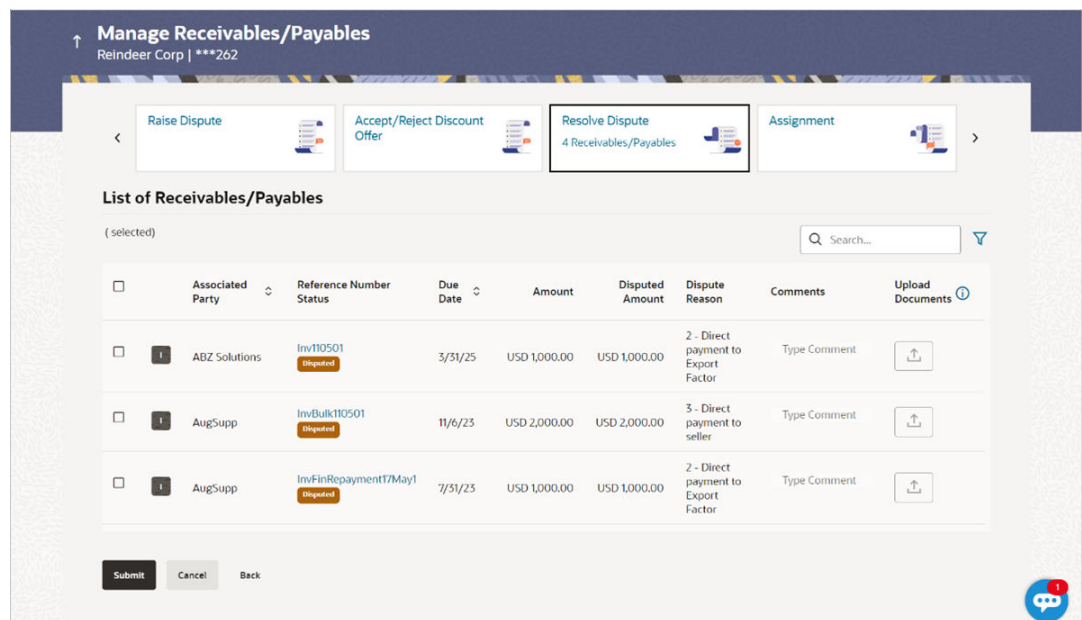 Manage Receivables/Payables
Reindeer Corp | ***262
Raise Dispute
Accept/Reject Discount
Offer
Resolve Dispute
4 Receivables/Payables
Assignment
List of Receivables/Payables
( selected)
Search...
Associated
Party
Reference Number
Status
Due
Date
Amount
Disputed
Amount
Dispute
Reason
Comments
Upload
Documents
I
ABZ Solutions
Inv110501
Disputed
3/31/25
USD 1,000.00
USD 1,000.00
2 - Direct
payment to
Export
Factor
Type Comment
I
AugSupp
InvBulk110501
Disputed
11/6/23
USD 2,000.00
USD 2,000.00
3 - Direct
payment to
seller
Type Comment
I
AugSupp
InvFinRepayment17May1
Disputed
7/31/23
USD 1,000.00
USD 1,000.00
2 - Direct
payment to
Export
Factor
Type Comment
Submit
Cancel
Back
1